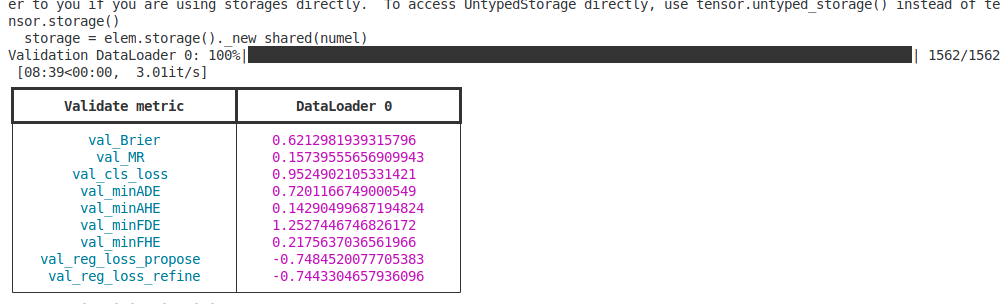 er to you if you are using storages directly.  To access UntypedStorage directly, use tensor.untyped_storage() instead of te
nsor.storage()
  storage = elem.storage()._new_shared(numel)
Validation DataLoader 0: 100%|| 1562/1562
 [08:39<00:00,  3.01it/s]
Validate metric DataLoader 0
val_Brier 0.6212981939315796
val_MR 0.15739555656909943
val_cls_loss 0.9524902105331421
val_minADE 0.7201166749000549
val_minAHE 0.14290499687194824
val_minFDE 1.2527446746826172
val_minFHE 0.2175637036561966
val_reg_loss_propose -0.7484520077705383
val_reg_loss_refine -0.7443304657936096